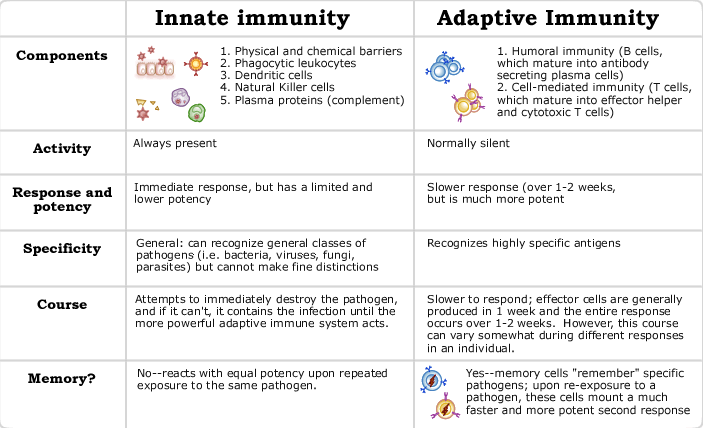 Innate immunity
Adaptive Immunity
Components
1. Physical and chemical barriers
2. Phagocytic leukocytes
3. Dendritic cells
4. Natural Killer cells
5. Plasma proteins (complement)
1. Humoral immunity (B cells,
which mature into antibody
secreting plasma cells)
2. Cell-mediated immunity (T cells,
which mature into effector helper
and cytotoxic T cells)
Activity
Always present
Normally silent
Response and
potency
Immediate response, but has a limited and
lower potency
Slower response (over 1-2 weeks,
but is much more potent
Specificity
General: can recognize general classes of
pathogens (i.e. bacteria, viruses, fungi,
parasites) but cannot make fine distinctions
Recognizes highly specific antigens
Course
Attempts to immediately destroy the pathogen,
and if it can't, it contains the infection until the
more powerful adaptive immune system acts.
Slower to respond; effector cells are generally
produced in 1 week and the entire response
occurs over 1-2 weeks.  However, this course
can vary somewhat during different responses
in an individual.
Memory?
No--reacts with equal potency upon repeated
exposure to the same pathogen.
Yes--memory cells "remember" specific
pathogens; upon re-exposure to a
pathogen, these cells mount a much
faster and more potent second response